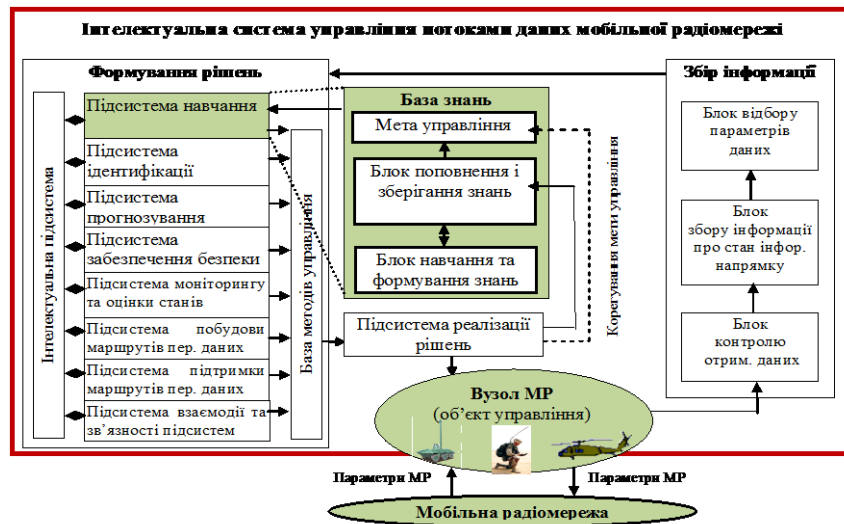 Інтелектуальна система управління потоками даних мобільної радіомережі
Формування рішень
Інтелектуальна підсистема
Підсистема навчання
Підсистема
ідентифікації
Підсистема
прогнозування
Підсистема
забезпечення безпеки
Підсистема моніторингу
та оцінки станів
Підсистема побудови
маршрутів пер. даних
Підсистема підтримки
маршрутів пер. даних
Підсистема взаємодії та
зв’язності підсистем
База методів управління
База знань
Мета управління
Блок поповнення і
зберігання знань
Блок навчання та
формування знань
Підсистема реалізації
рішень
Корегування мети управління
Збір інформації
Блок відбору
параметрів
даних
Блок
збору інформації
про стан інфор.
напрямку
Блок
контролю
отрим. даних
Вузол МР
(об’єкт управління)
Параметри МР
Параметри МР
Мобільна радіомережа